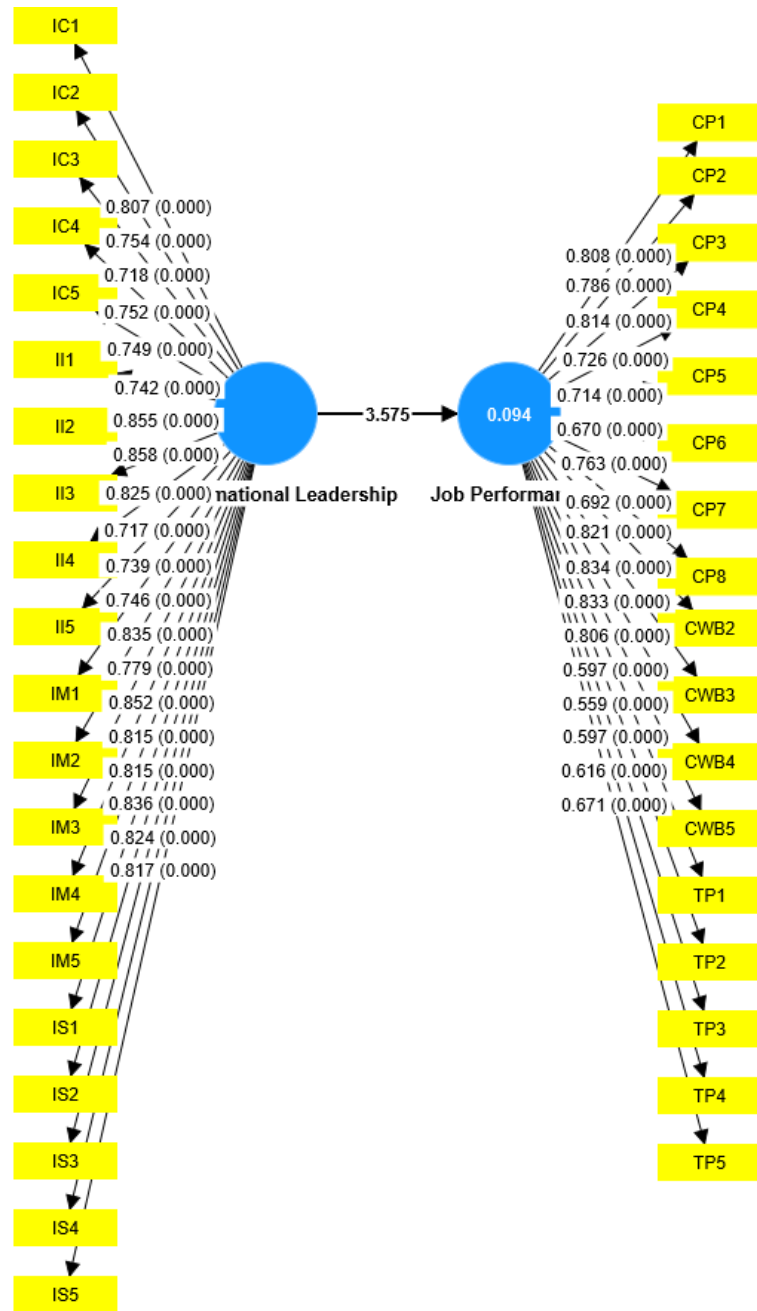 IC1
IC2
IC3
IC4
IC5
II1
II2
II3
II4
II5
IM1
IM2
IM3
IM4
IM5
IS1
IS2
IS3
IS4
IS5
0.807 (0.000)
0.754 (0.000)
0.718 (0.000)
0.752 (0.000)
0.749 (0.000)
0.742 (0.000)
0.855 (0.000)
0.858 (0.000)
0.825 (0.000)
0.717 (0.000)
0.739 (0.000)
0.746 (0.000)
0.835 (0.000)
0.779 (0.000)
0.852 (0.000)
0.815 (0.000)
0.815 (0.000)
0.836 (0.000)
0.824 (0.000)
0.817 (0.000)
national Leadership
3.575
0.094
Job Performan
0.808 (0.000)
0.786 (0.000)
0.814 (0.000)
0.726 (0.000)
0.714 (0.000)
0.670 (0.000)
0.763 (0.000)
0.692 (0.000)
0.821 (0.000)
0.834 (0.000)
0.833 (0.000)
0.806 (0.000)
0.597 (0.000)
0.559 (0.000)
0.597 (0.000)
0.616 (0.000)
0.671 (0.000)
CP1
CP2
CP3
CP4
CP5
CP6
CP7
CP8
CWB2
CWB3
CWB4
CWB5
TP1
TP2
TP3
TP4
TP5